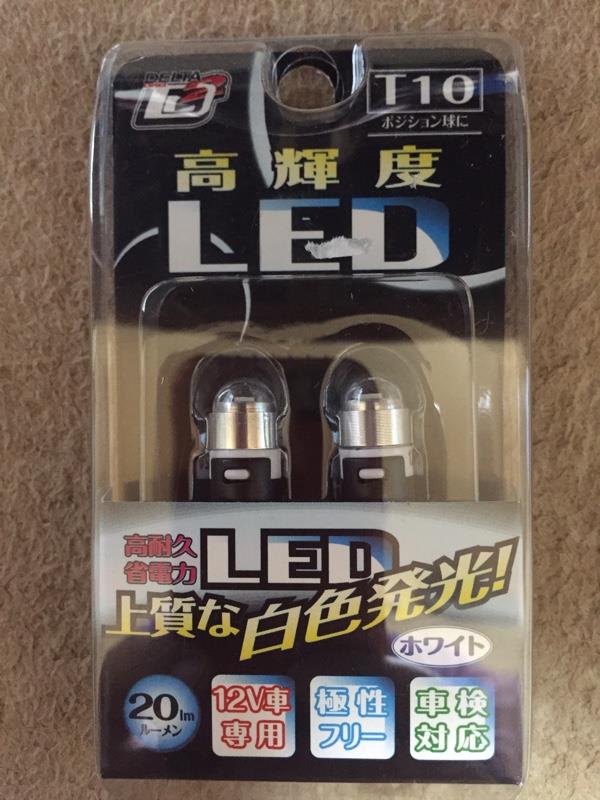 DELTA
D2
T10
ポジション球に
高輝度
LED
高耐久
省電力
LED
上質な白色発光!
ホワイト
20lm
ルーメン
12V車
専用
極性
フリー
車検
対応